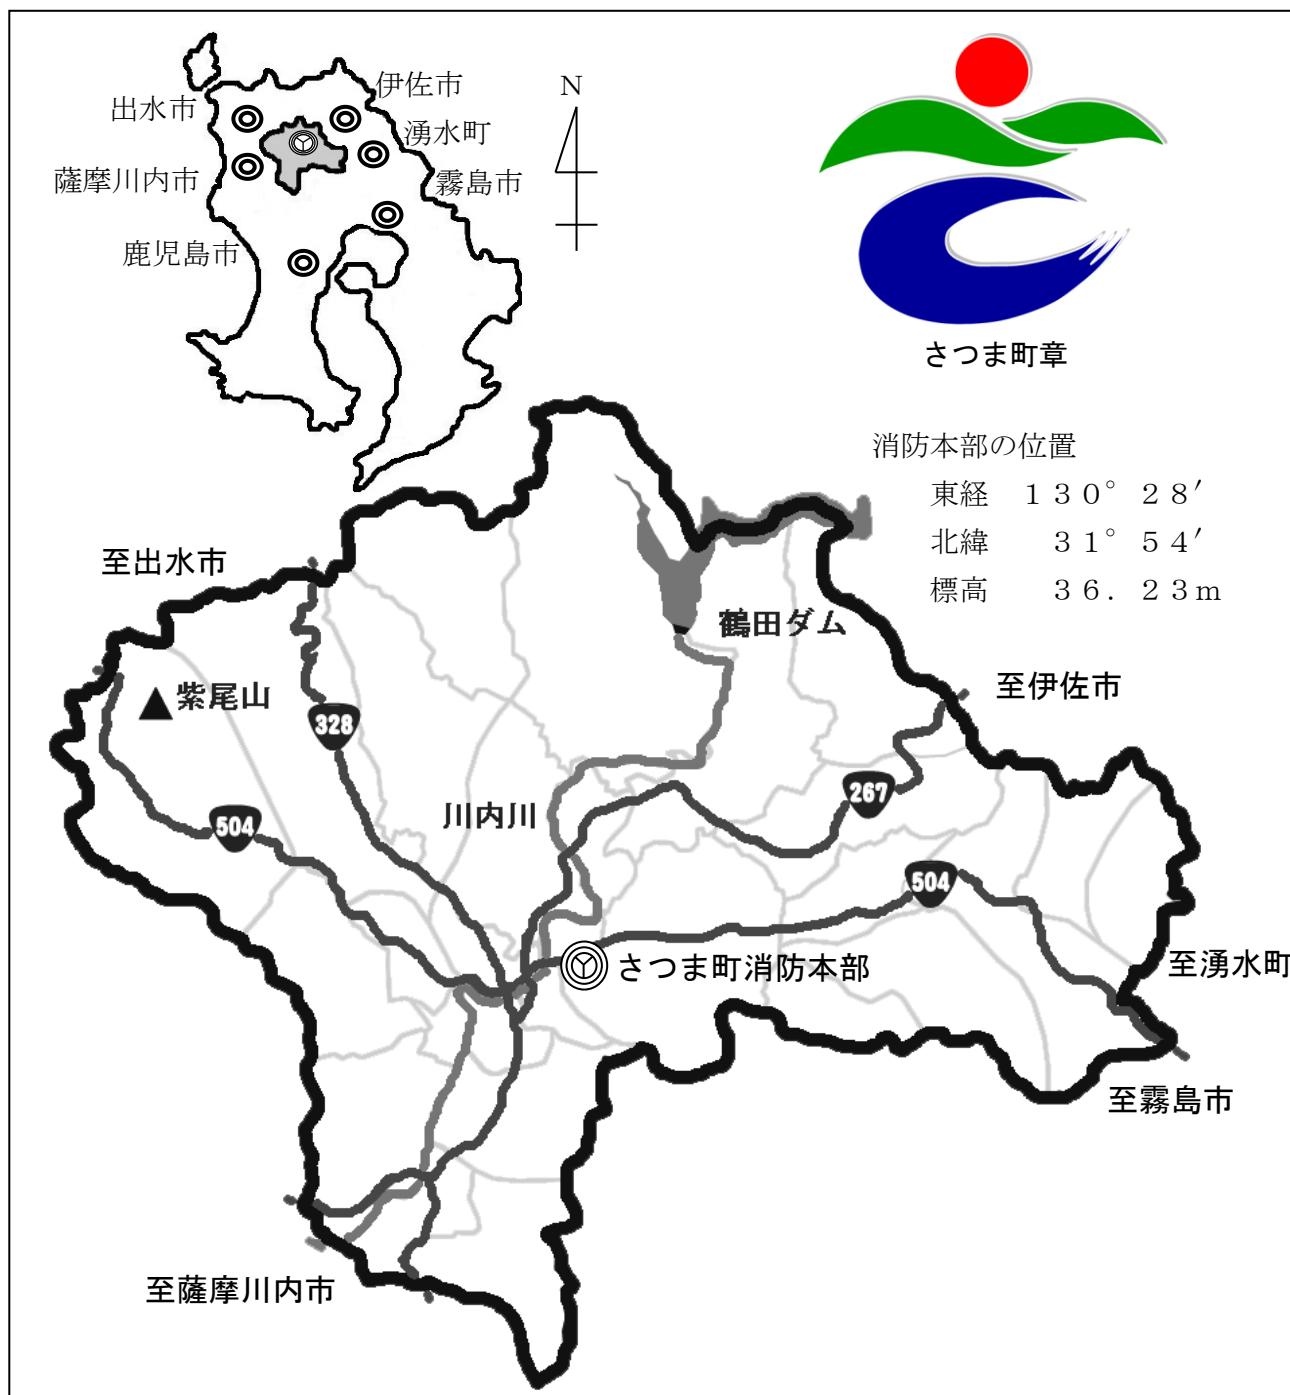 伊佐市
出水市
湧水町
薩摩川内市
霧島市
鹿児島市
N
さつま町章
消防本部の位置
東経 130°28′
北緯 31°54′
標高 36.23m
至出水市
鶴田ダム
至伊佐市
紫尾山
328
267
川内川
504
504
さつま町消防本部
至湧水町
至霧島市
至薩摩川内市